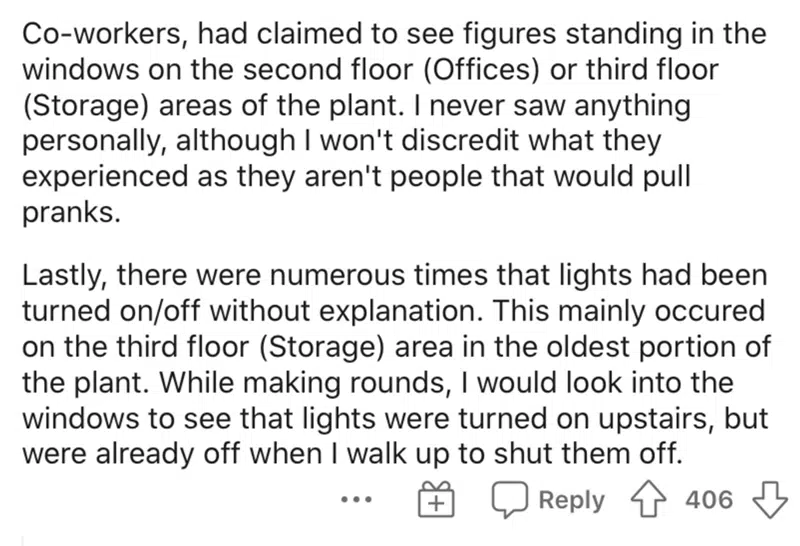 Co-workers, had claimed to see figures standing in the
windows on the second floor (Offices) or third floor
(Storage) areas of the plant. I never saw anything
personally, although I won't discredit what they
experienced as they aren't people that would pull
pranks.
Lastly, there were numerous times that lights had been
turned on/off without explanation. This mainly occured
on the third floor (Storage) area in the oldest portion of
the plant. While making rounds, I would look into the
windows to see that lights were turned on upstairs, but
were already off when I walk up to shut them off.
Reply 406